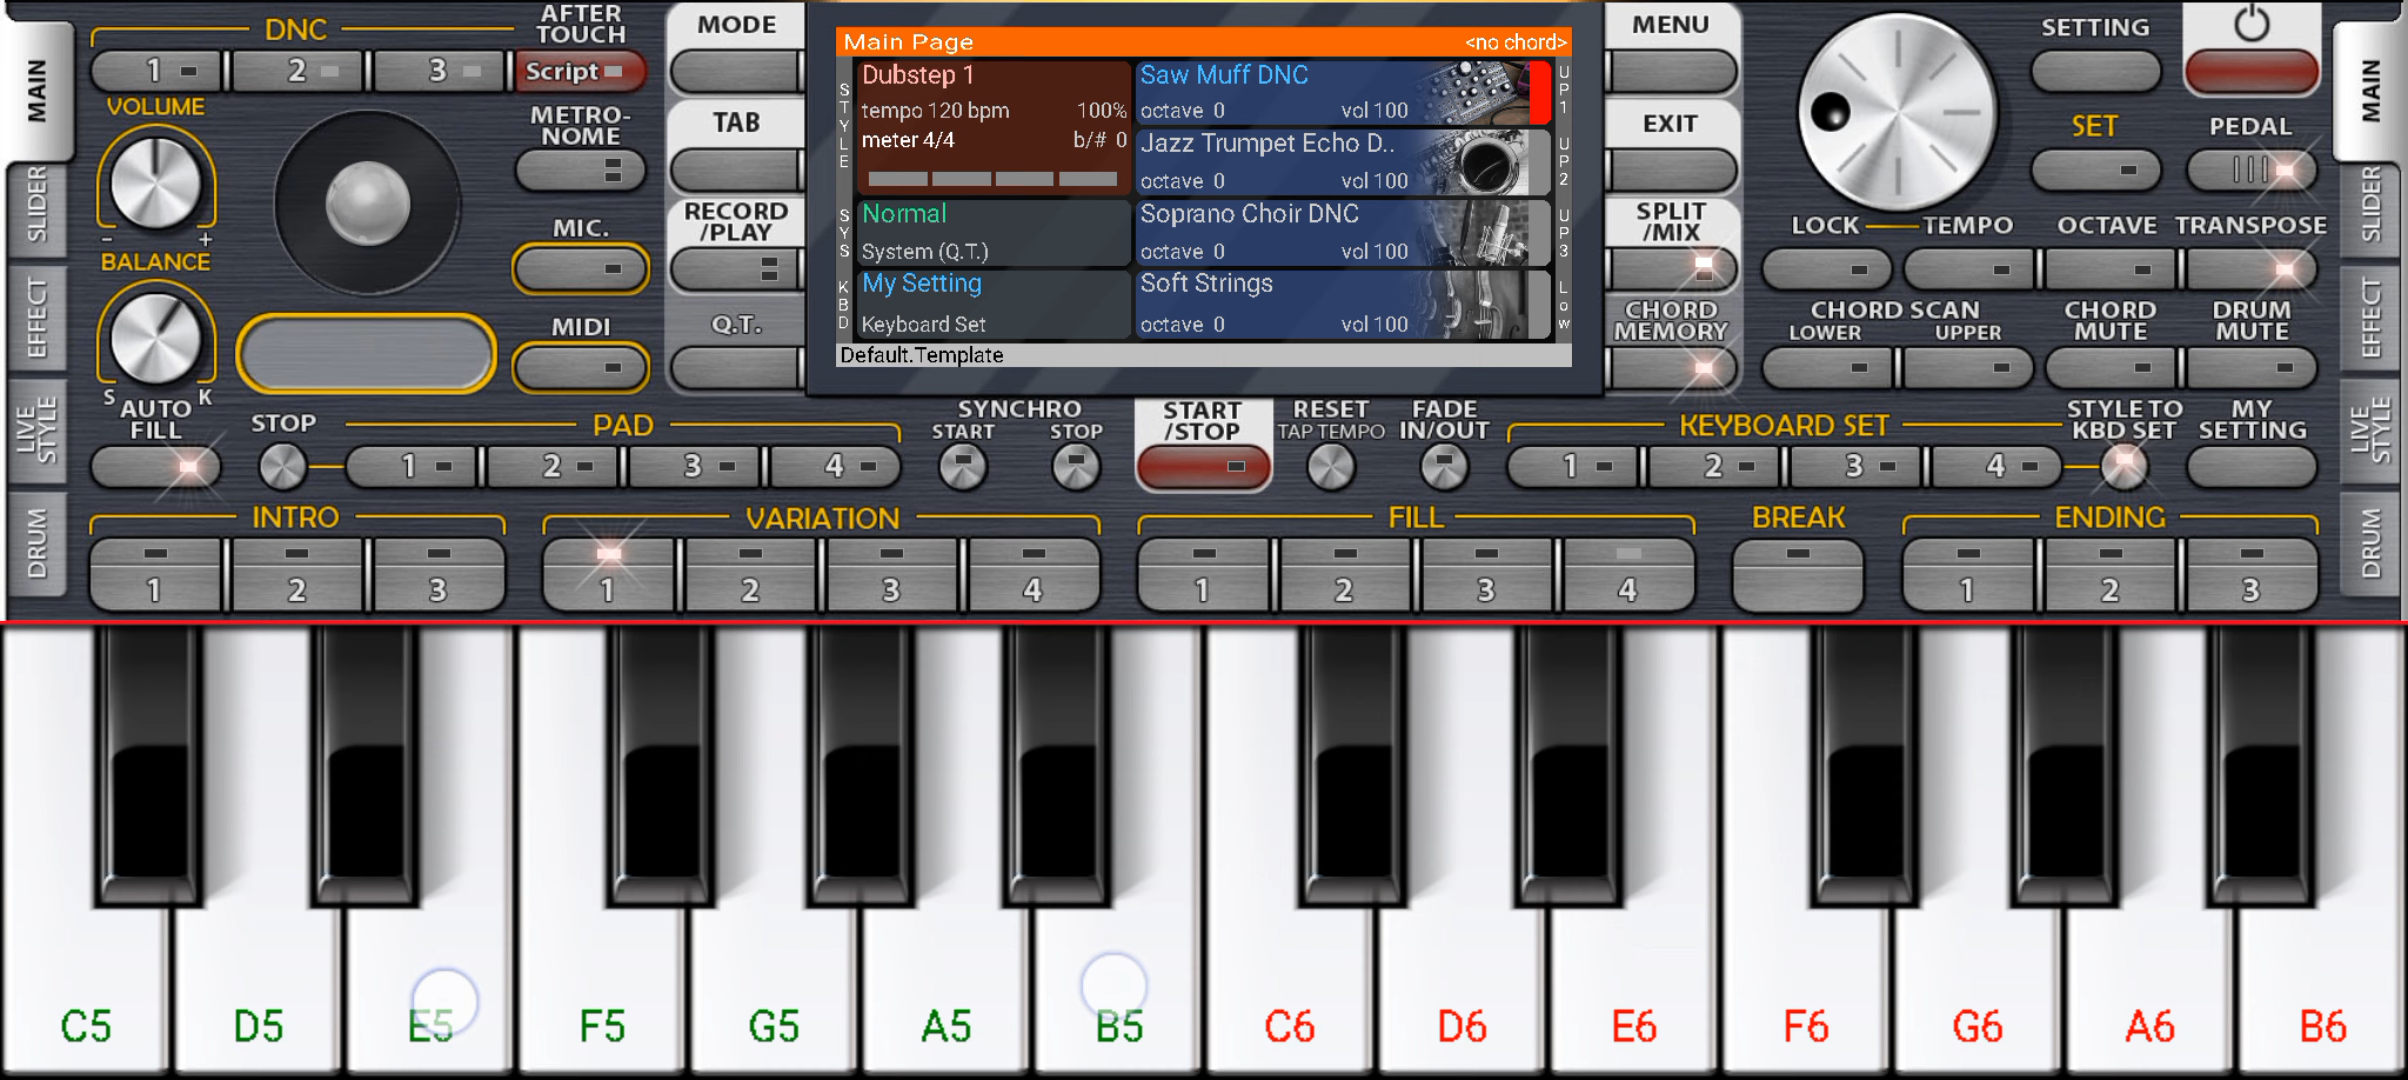 MAIN
SLIDER
EFFECT
LIVE STYLE
DRUM
DNC
1 2 3
AFTER
TOUCH
Script
VOLUME
- +
BALANCE
S K
METRO-
NOME
MIC.
MIDI
MODE
TAB
RECORD
/PLAY
Q.T.
Main Page <no chord>
STYLE
Dubstep 1
tempo 120 bpm 100%
meter 4/4 b/# 0
SYS
Normal
System (Q.T.)
KBD
My Setting
Keyboard Set
Saw Muff DNC
octave 0 vol 100
UP1
Jazz Trumpet Echo D..
octave 0 vol 100
UP2
Soprano Choir DNC
octave 0 vol 100
UP3
Soft Strings
octave 0 vol 100
Low
Default.Template
MENU
EXIT
SPLIT
/MIX
CHORD
MEMORY
SETTING
SET
PEDAL
LOCK TEMPO OCTAVE TRANSPOSE
CHORD SCAN
LOWER UPPER
CHORD
MUTE
DRUM
MUTE
MAIN
SLIDER
EFFECT
LIVE STYLE
DRUM
AUTO
FILL
STOP
PAD
1 2 3 4
SYNCHRO
START STOP
START
/STOP
RESET
TAP TEMPO
FADE
IN/OUT
KEYBOARD SET
1 2 3 4
STYLE TO
KBD SET
MY
SETTING
INTRO
1 2 3
VARIATION
1 2 3 4
FILL
1 2 3 4
BREAK
ENDING
1 2 3
C5 D5 E5 F5 G5 A5 B5 C6 D6 E6 F6 G6 A6 B6